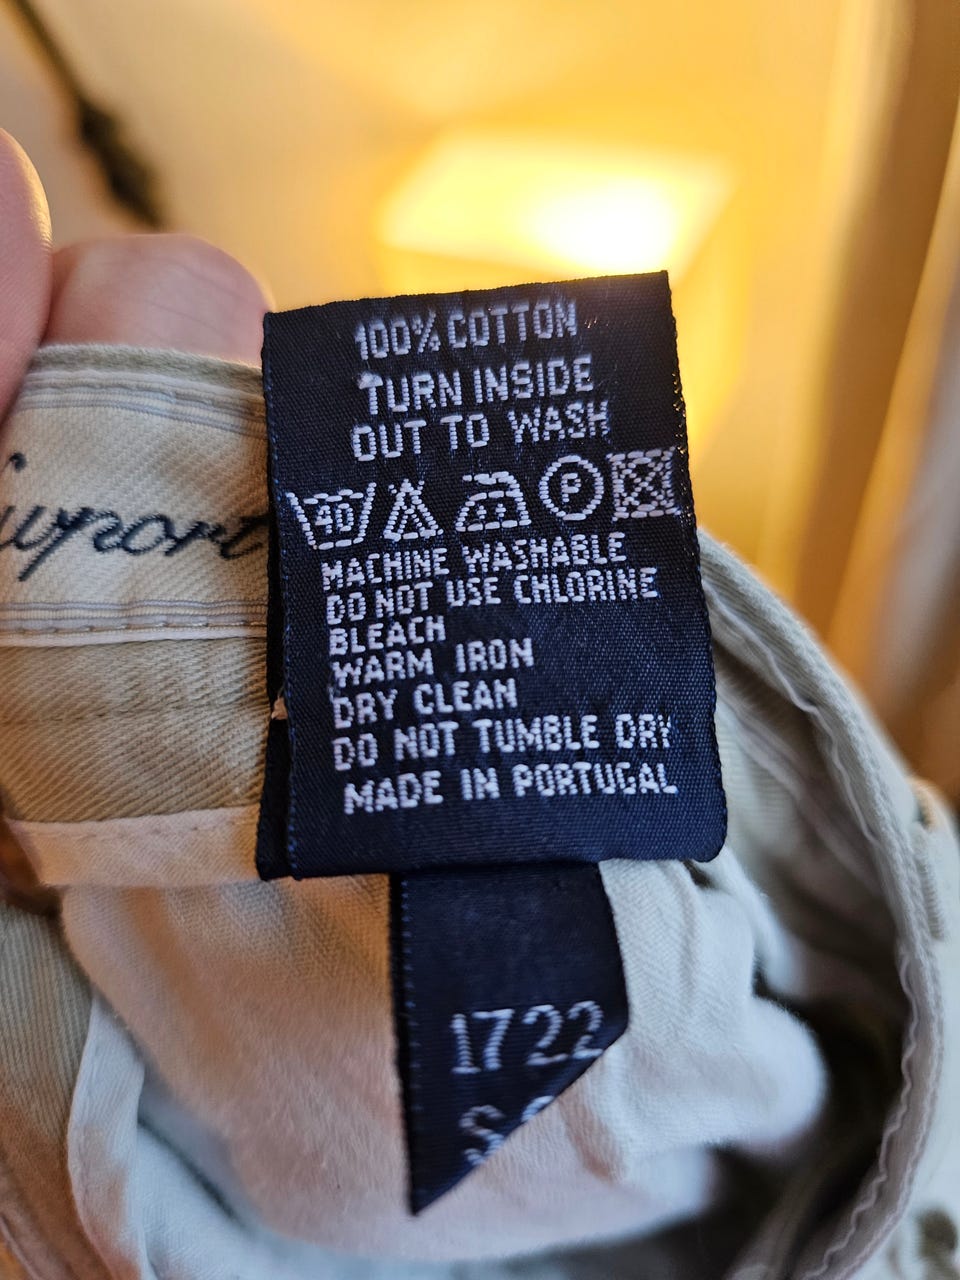 100% COTTON
TURN INSIDE
OUT TO WASH
40 P
MACHINE WASHABLE
DO NOT USE CHLORINE
BLEACH
WARM IRON
DRY CLEAN
DO NOT TUMBLE DRY
MADE IN PORTUGAL
1722